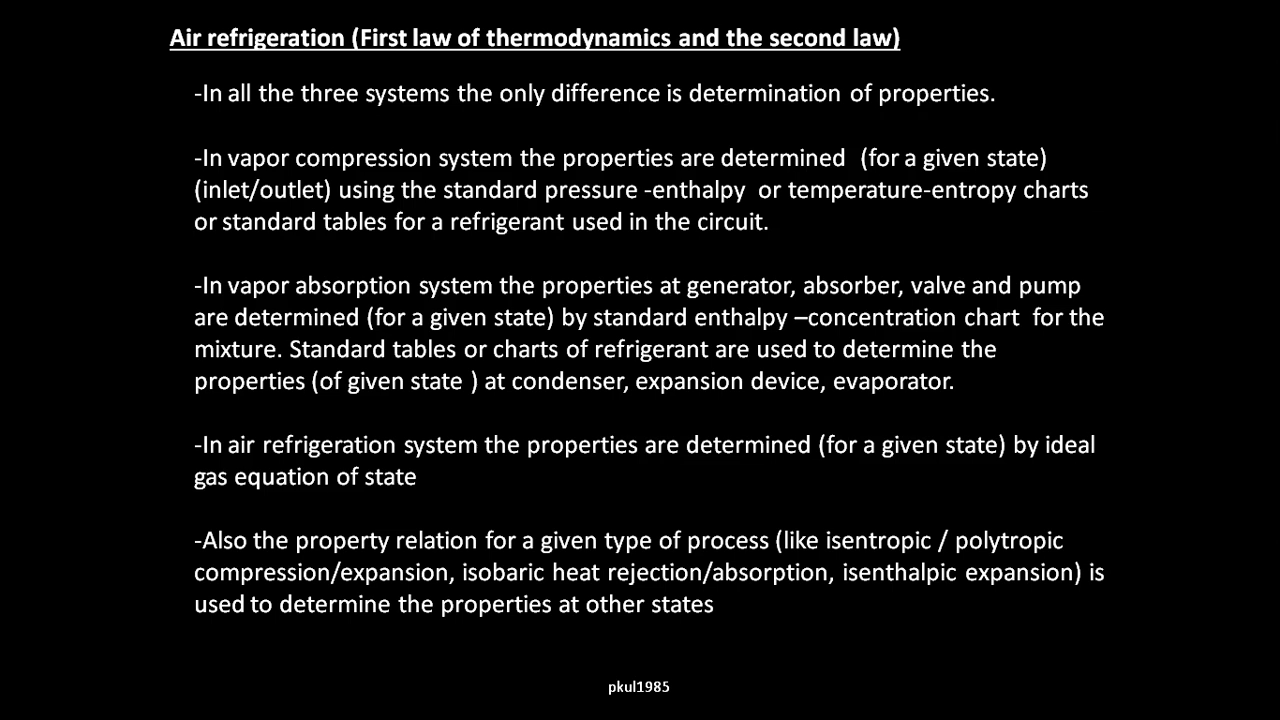 Air refrigeration (First law of thermodynamics and the second law)
-In all the three systems the only difference is determination of properties.
-In vapor compression system the properties are determined  (for a given state)
(inlet/outlet) using the standard pressure -enthalpy  or temperature-entropy charts
or standard tables for a refrigerant used in the circuit.
-In vapor absorption system the properties at generator, absorber, valve and pump
are determined (for a given state) by standard enthalpy –concentration chart  for the
mixture. Standard tables or charts of refrigerant are used to determine the
properties (of given state ) at condenser, expansion device, evaporator.
-In air refrigeration system the properties are determined (for a given state) by ideal
gas equation of state
-Also the property relation for a given type of process (like isentropic / polytropic
compression/expansion, isobaric heat rejection/absorption, isenthalpic expansion) is
used to determine the properties at other states
pkul1985